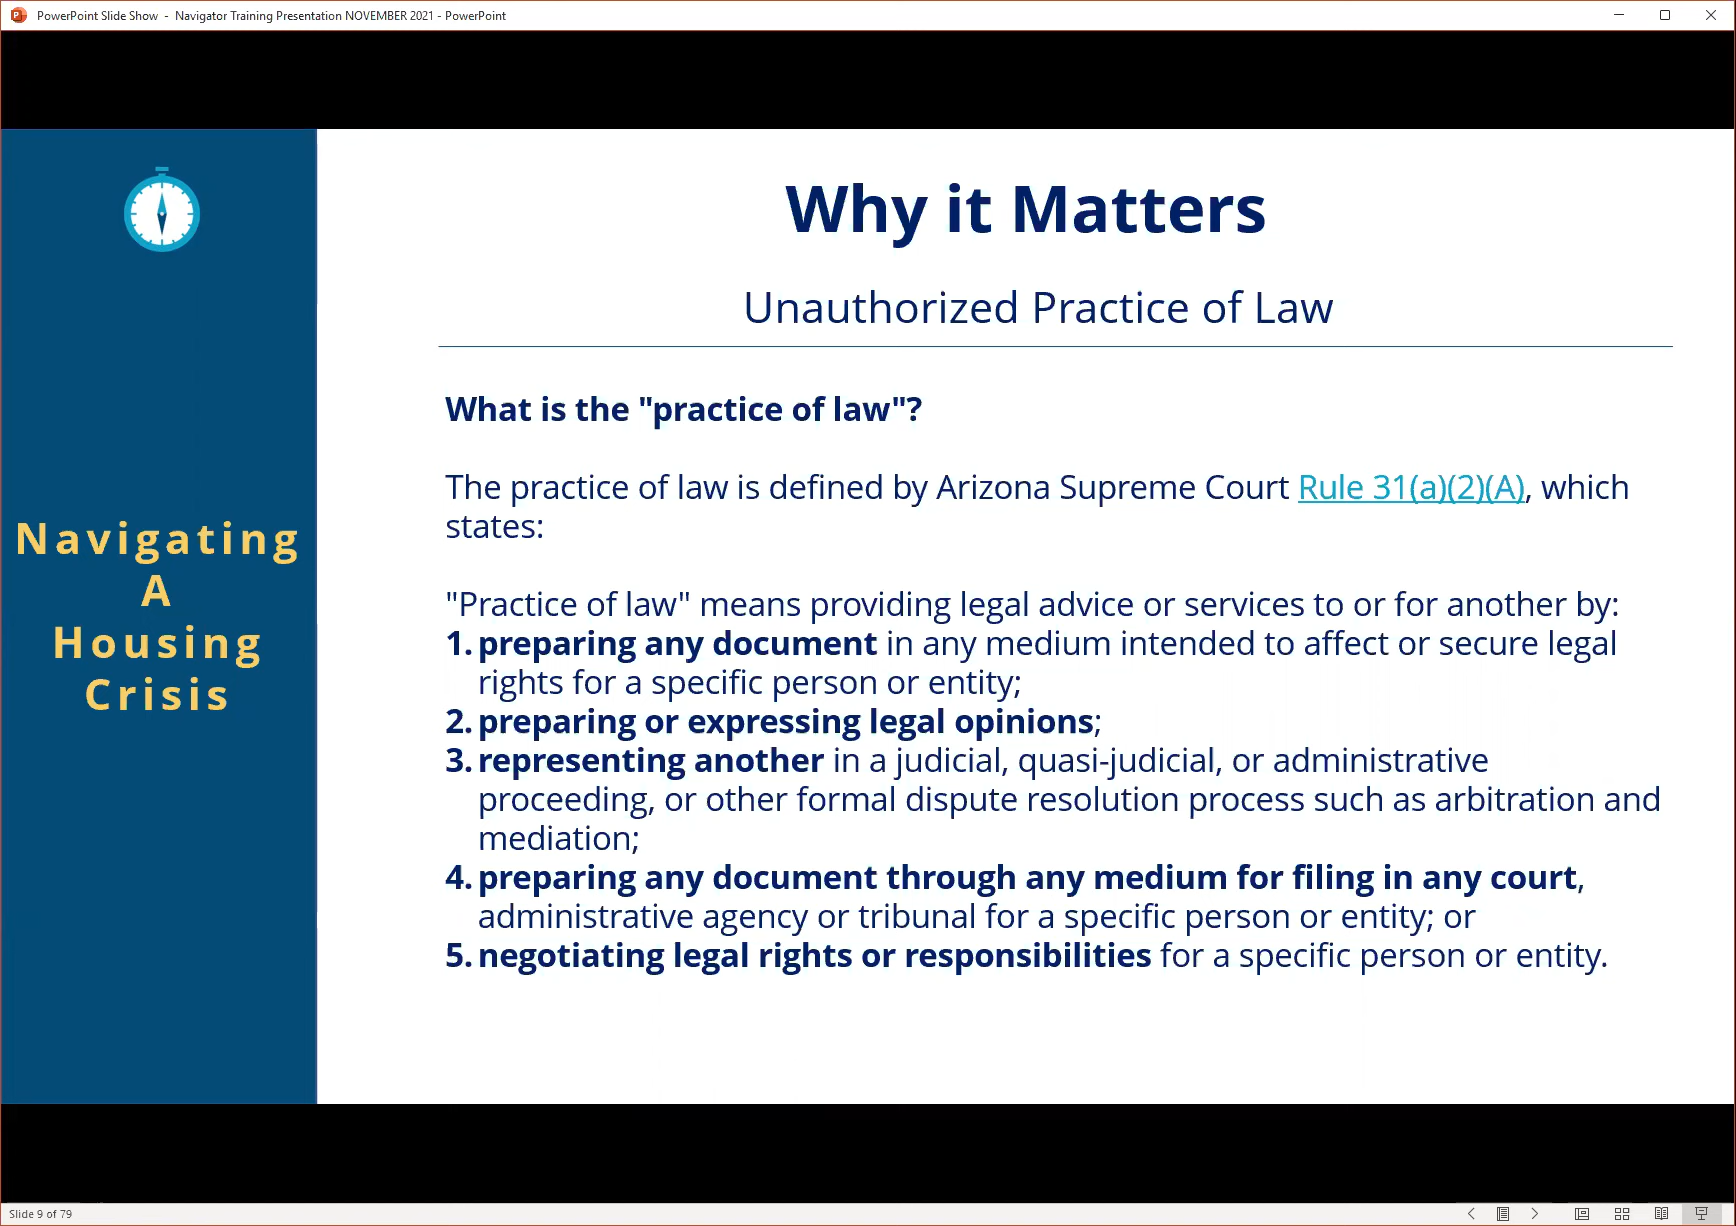 PowerPoint Slide Show - Navigator Training Presentation NOVEMBER 2021 - PowerPoint
Navigating
A
Housing
Crisis
Why it Matters
Unauthorized Practice of Law
What is the "practice of law"?
The practice of law is defined by Arizona Supreme Court Rule 31(a)(2)(A), which
states:
"Practice of law" means providing legal advice or services to or for another by:
1. preparing any document in any medium intended to affect or secure legal
rights for a specific person or entity;
2. preparing or expressing legal opinions;
3. representing another in a judicial, quasi-judicial, or administrative
proceeding, or other formal dispute resolution process such as arbitration and
mediation;
4. preparing any document through any medium for filing in any court,
administrative agency or tribunal for a specific person or entity; or
5. negotiating legal rights or responsibilities for a specific person or entity.
Slide 9 of 79